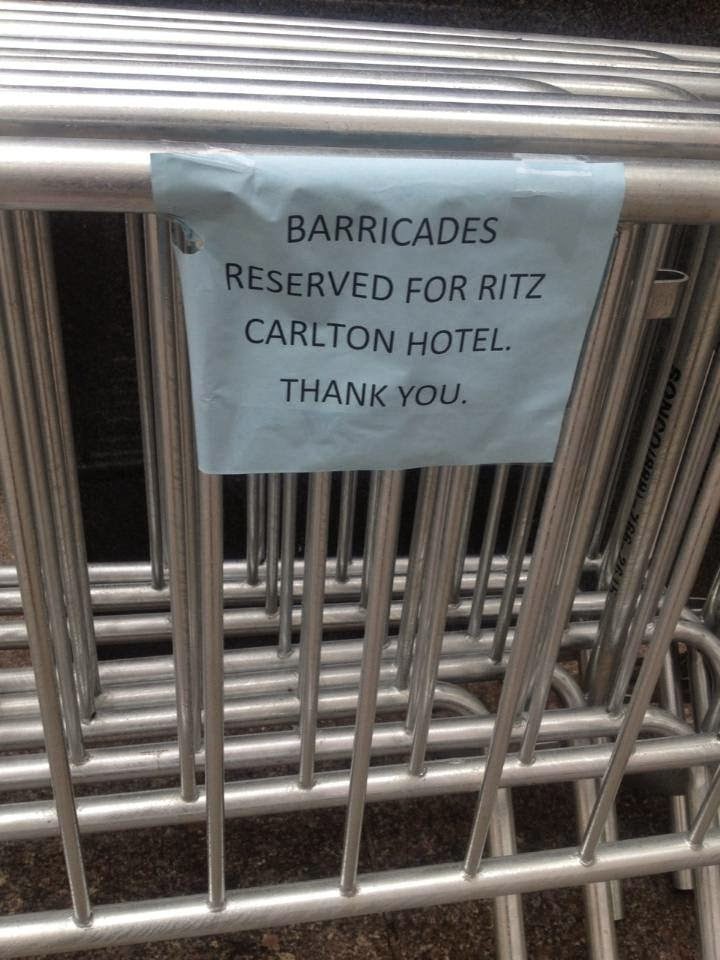 BARRICADES
RESERVED FOR RITZ
CARLTON HOTEL.
THANK YOU.